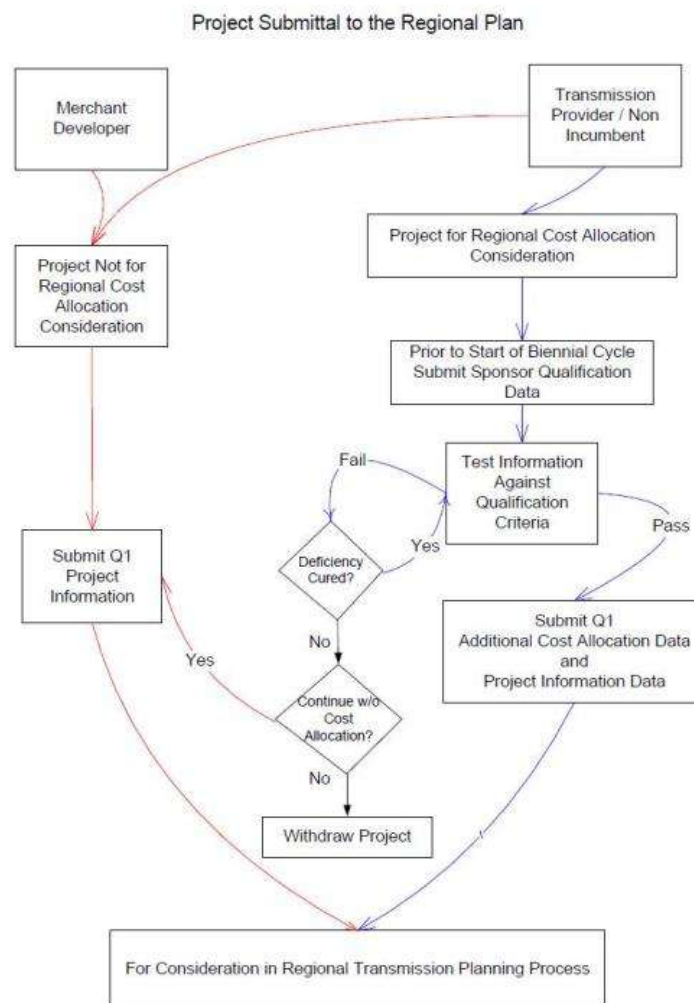 Project Submittal to the Regional Plan
Merchant
Developer
Transmission
Provider / Non
Incumbent
Project Not for
Regional Cost
Allocation
Consideration
Project for Regional Cost Allocation
Consideration
Prior to Start of Biennial Cycle
Submit Sponsor Qualification
Data
Fail
Test Information
Against
Qualification
Criteria
Pass
Yes
Deficiency
Cured?
Submit Q1
Project
Information
Submit Q1
Additional Cost Allocation Data
and
Project Information Data
No
Yes
Continue w/o
Cost
Allocation?
No
Withdraw Project
For Consideration in Regional Transmission Planning Process